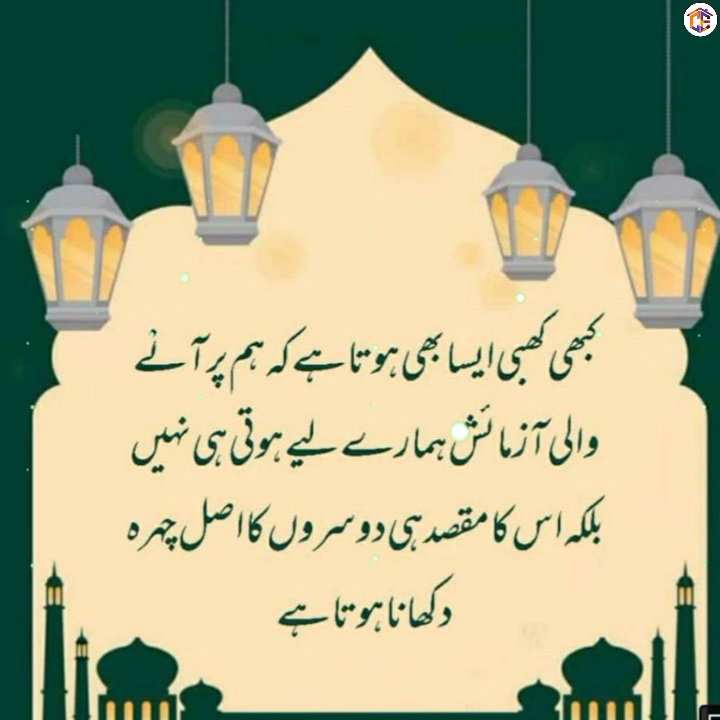 کبھی کھبی ایسا بھی ہوتا ہے کہ ہم پر آنے
والی آزمائش ہمارے لیے ہوتی ہی نہیں
بلکہ اس کا مقصد ہی دوسروں کا اصل چہرہ
دکھانا ہوتا ہے